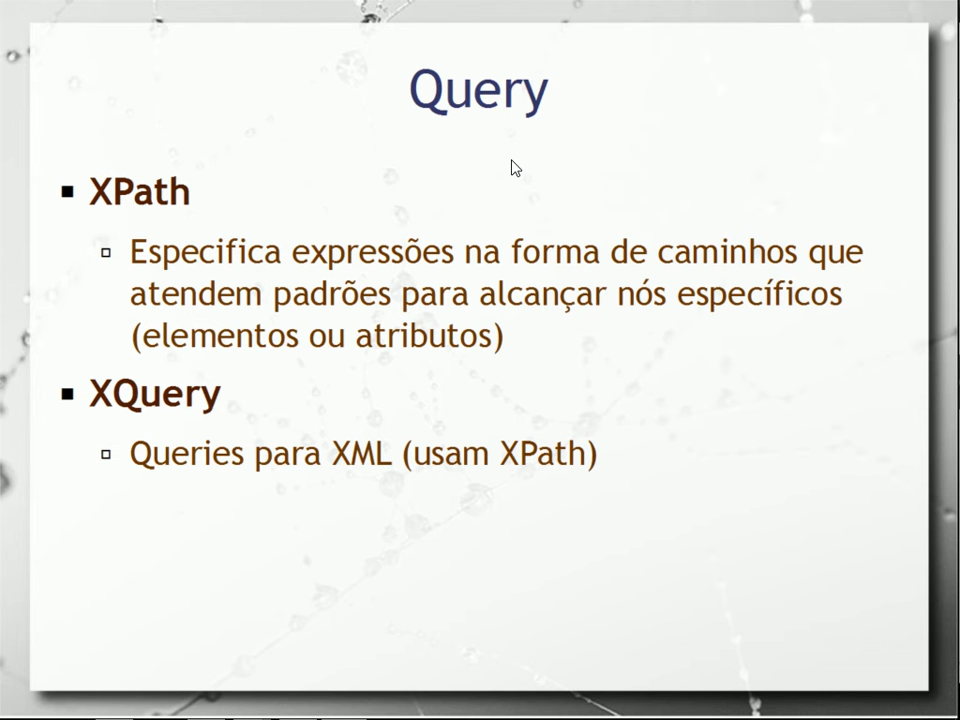 Query
XPath
Especifica expressões na forma de caminhos que
atendem padrões para alcançar nós específicos
(elementos ou atributos)
XQuery
Queries para XML (usam XPath)